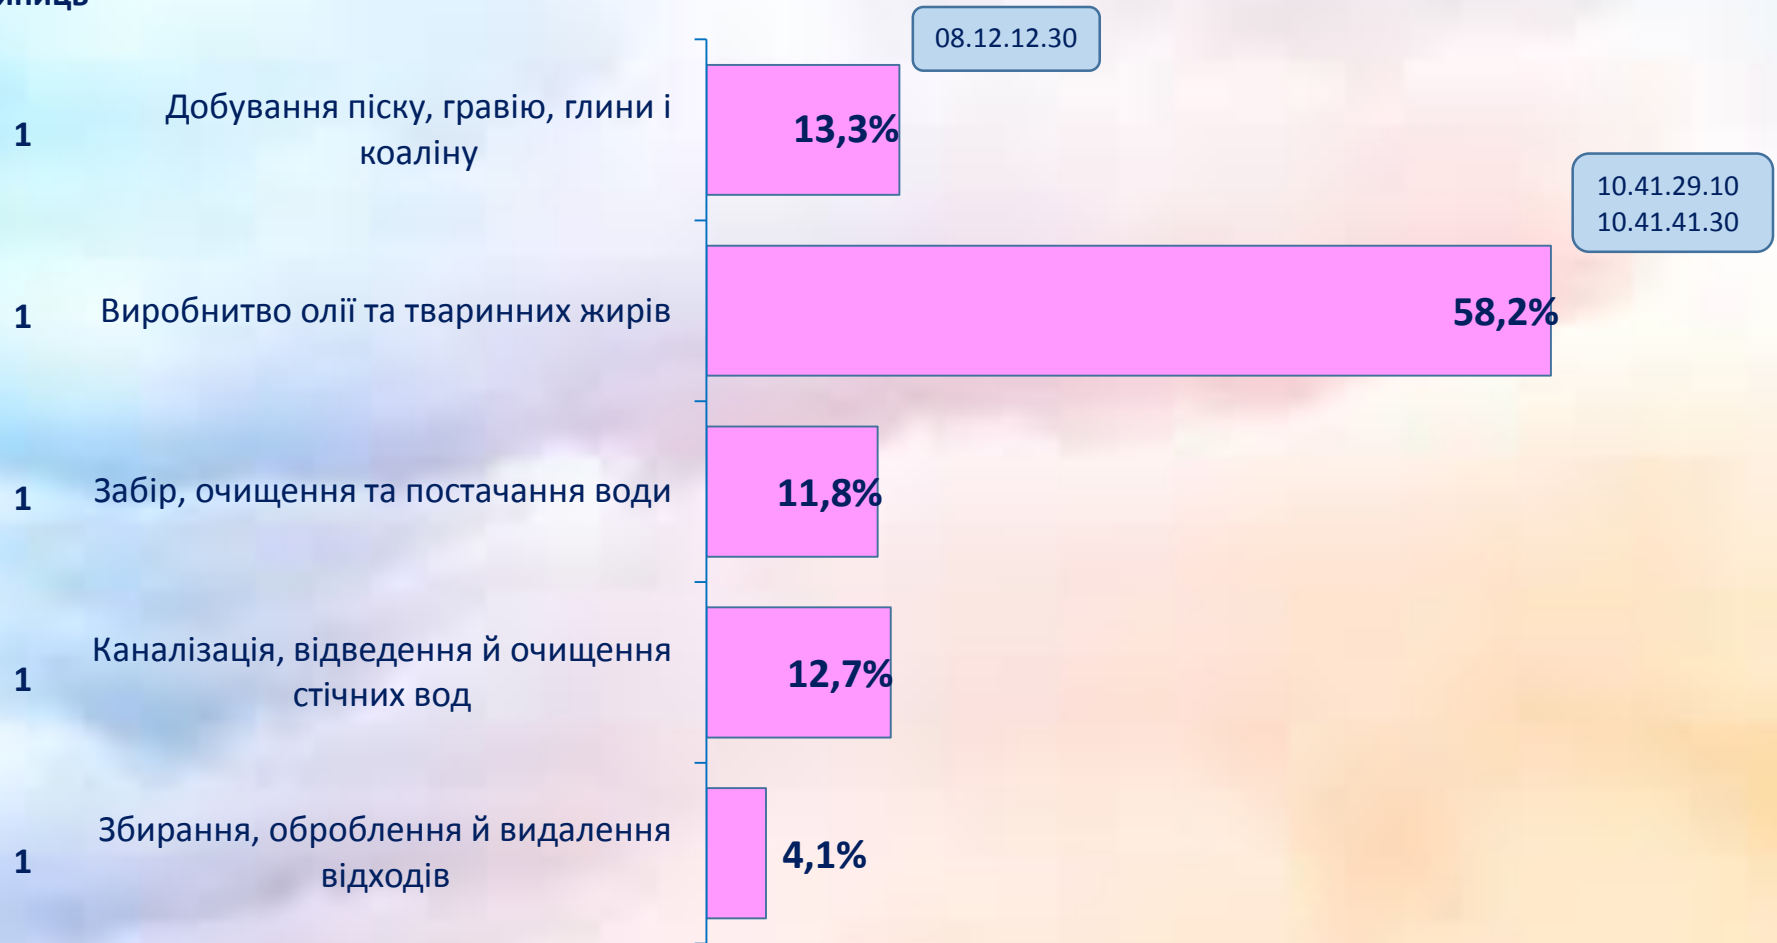 08.12.12.30
Добування піску, гравію, глини і
коаліну
1
13,3%
10.41.29.10
10.41.41.30
1
Виробнитво олії та тваринних жирів
58,2%
1
Забір, очищення та постачання води
11,8%
Каналізація, відведення й очищення
стічних вод
1
12,7%
Збирання, оброблення й видалення
відходів
1
4,1%